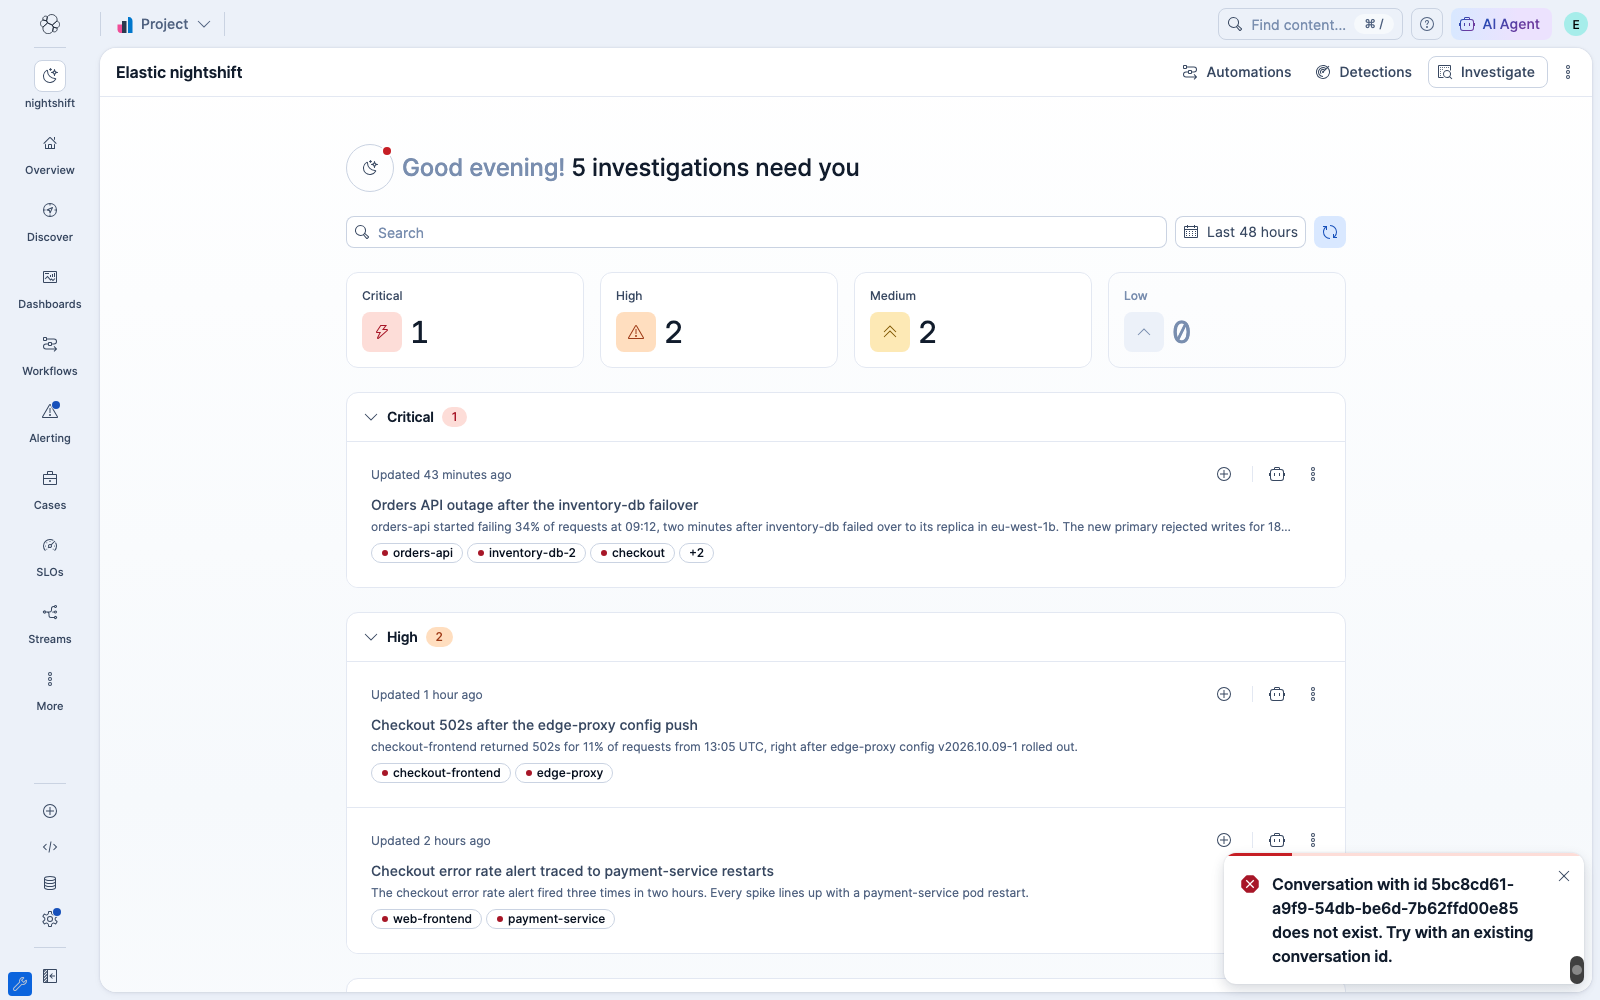 Project
Find content...
⌘ /
AI Agent
E
nightshift
Overview
Discover
Dashboards
Workflows
Alerting
Cases
SLOs
Streams
More
Elastic nightshift
Automations
Detections
Investigate
Good evening! 5 investigations need you
Search
Last 48 hours
Critical
1
High
2
Medium
2
Low
0
Critical 1
Updated 43 minutes ago
Orders API outage after the inventory-db failover
orders-api started failing 34% of requests at 09:12, two minutes after inventory-db failed over to its replica in eu-west-1b. The new primary rejected writes for 18...
orders-api inventory-db-2 checkout +2
High 2
Updated 1 hour ago
Checkout 502s after the edge-proxy config push
checkout-frontend returned 502s for 11% of requests from 13:05 UTC, right after edge-proxy config v2026.10.09-1 rolled out.
checkout-frontend edge-proxy
Updated 2 hours ago
Checkout error rate alert traced to payment-service restarts
The checkout error rate alert fired three times in two hours. Every spike lines up with a payment-service pod restart.
web-frontend payment-service
Conversation with id 5bc8cd61-
a9f9-54db-be6d-7b62ffd00e85
does not exist. Try with an existing
conversation id.